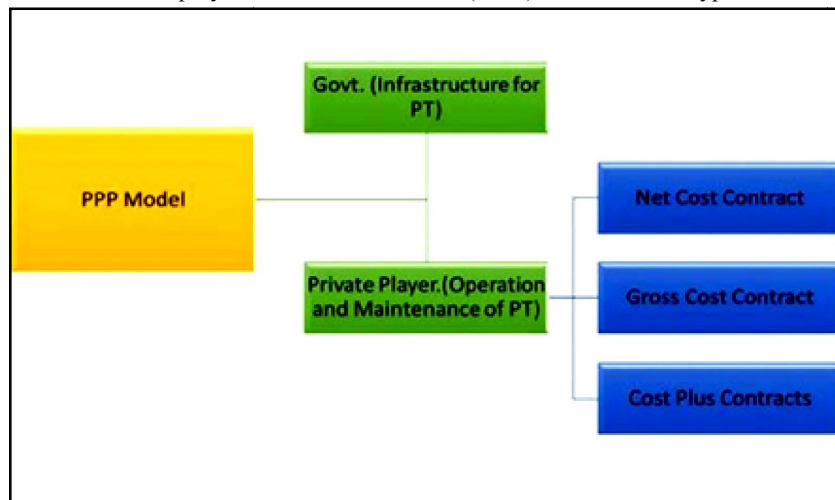 Govt. (Infrastructure for
PT)
PPP Model
Private Player.(Operation
and Maintenance of PT)
Net Cost Contract
Gross Cost Contract
Cost Plus Contracts